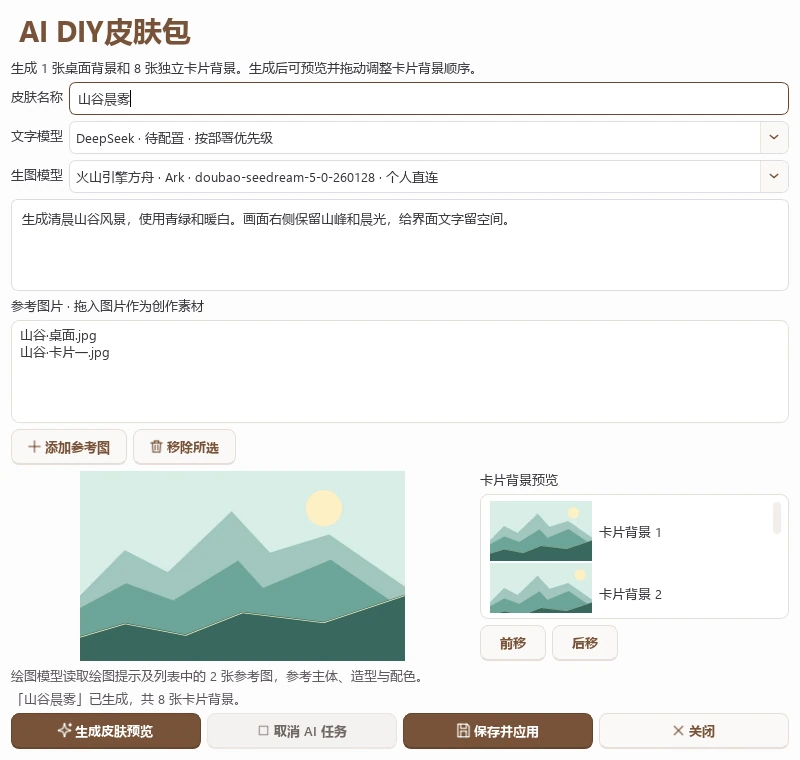 AI DIY皮肤包
生成 1 张桌面背景和 8 张独立卡片背景。生成后可预览并拖动调整卡片背景顺序。
皮肤名称 山谷晨雾
文字模型 DeepSeek · 待配置 · 按部署优先级
生图模型 火山引擎方舟 · Ark · doubao-seedream-5-0-260128 · 个人直连
生成清晨山谷风景，使用青绿和暖白。画面右侧保留山峰和晨光，给界面文字留空间。
参考图片 · 拖入图片作为创作素材
山谷·桌面.jpg
山谷·卡片一.jpg
添加参考图 移除所选
卡片背景预览
卡片背景 1
卡片背景 2
前移 后移
绘图模型读取绘图提示及列表中的 2 张参考图，参考主体、造型与配色。
「山谷晨雾」已生成，共 8 张卡片背景。
生成皮肤预览 取消 AI 任务 保存并应用 关闭